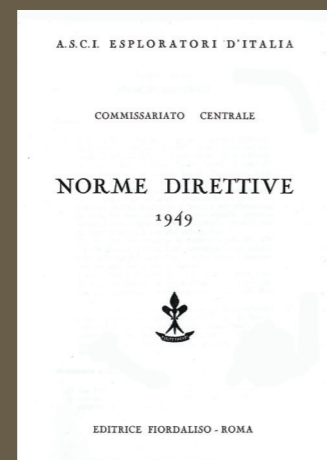 A.S.C.I. ESPLORATORI D'ITALIA
COMMISSARIATO CENTRALE
NORME DIRETTIVE
1949
EDITRICE FIORDALISO - ROMA